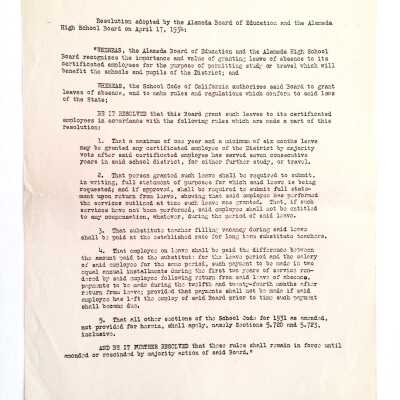 Resolution adopted by the Alameda Board of Education and the Alameda
High School Board on April 17, 1934:
"WHEREAS, the Alameda Board of Education and the Alameda High School Board
recognizes the importance and value of granting leave of absence to its
certificated employees for the purpose of permitting study or travel which will
benefit the schools and pupils of the District; and
WHEREAS, the School Code of California authorizes said Board to grant
leaves of absence, and to make rules and regulations which conform to said laws
of the State;
BE IT RESOLVED that this Board grant such leaves to its certificated
employees in accordance with the following rules which are made a part of this
resolution:
1. That a maximum of one year and a minimum of six months leave
may be granted any certificated employee of the District by majority
vote after said certificated employee has served seven consecutive
years in said school district, for either further study, or travel.
2. That person granted such leave shall be required to submit,
in writing, full statement of purposes for which said leave is being
requested; and if approved, shall be required to submit full state-
ment upon return from leave, showing that said employee has performed
the services outlined at time such leave was granted. That, if such
services have not been performed, said employee shall not be entitled
to any compensation, whatever, during the period of said leave.
3. That substitute teacher filling vacancy during said leave
shall be paid at the established rate for long term substitute teachers.
4. That employee on leave shall be paid the difference between
the amount paid to the substitute for the leave period and the salary
of said employee for the same period, such payment to be made in two
equal annual installments during the first two years of service ren-
dered by said employee following return from said leave of absence,
payments to be made during the twelfth and twenty-fourth months after
return from leave; provided that payments shall not be made if said
employee has left the employ of said Board prior to time such payment
shall become due.
5. That all other sections of the School Code for 1931 as amended,
not provided for herein, shall apply, namely Sections 5.720 and 5.723,
inclusive.
AND BE IT FURTHER RESOLVED that these rules shall remain in force until
amended or rescinded by majority action of said Board."